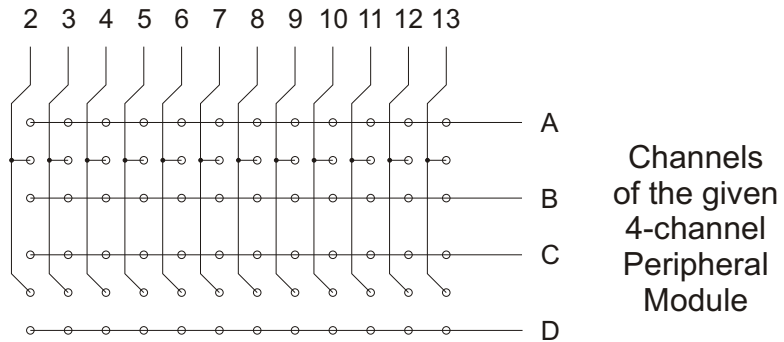 2 3 4 5 6 7 8 9 10 11 12 13
A
B
C
D
Channels
of the given
4-channel
Peripheral
Module